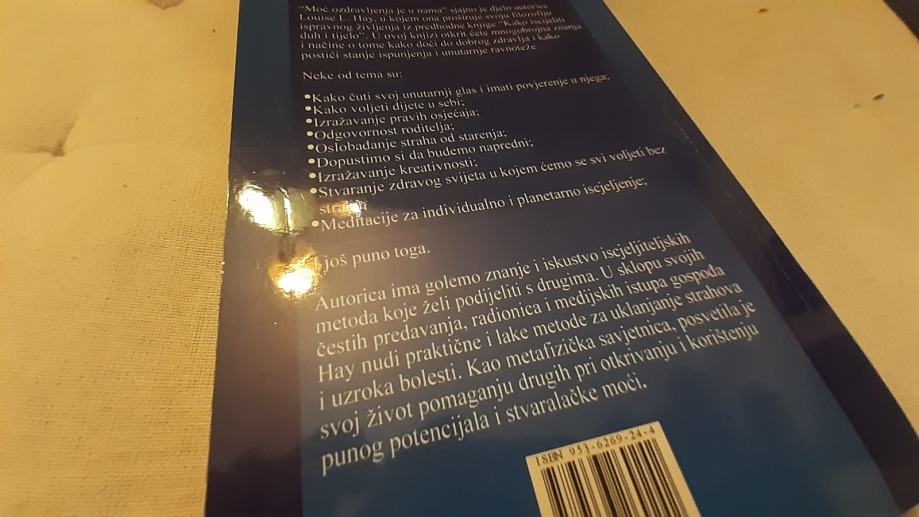 "Moć ozdravljenja je u nama" sjajno je djelo autorice
Louise L. Hay, u kojem ona proširuje svoju filozofiju
ispravnog življenja iz predhodne knjige "Kako iscijeliti
duh i tijelo". U ovoj knjizi otkrit ćete mnogobrojna znanja
i načine o tome kako doći do dobrog zdravlja i kako
postići stanje ispunjenja i unutarnje ravnoteže.
Neke od tema su:
•Kako čuti svoj unutarnji glas i imati povjerenje u njega;
•Kako voljeti dijete u sebi;
•Izražavanje pravih osjećaja;
•Odgovornost roditelja;
•Oslobađanje straha od starenja;
•Dopustimo si da budemo napredni;
•Izražavanje kreativnosti;
•Stvaranje zdravog svijeta u kojem ćemo se svi voljeti bez
•Meditacije za individualno i planetarno iscjeljenje;
još puno toga.
Autorica ima golemo znanje i iskustvo iscjeljiteljskih
metoda koje želi podijeliti s drugima. U sklopu svojih
čestih predavanja, radionica i medijskih istupa gospođa
Hay nudi praktične i lake metode za uklanjanje strahova
i uzroka bolesti. Kao metafizička savjetnica, posvetila je
svoj život pomaganju drugih pri otkrivanju i korištenju
punog potencijala i stvaralačke moći.
ISBN 953-6269-24-4